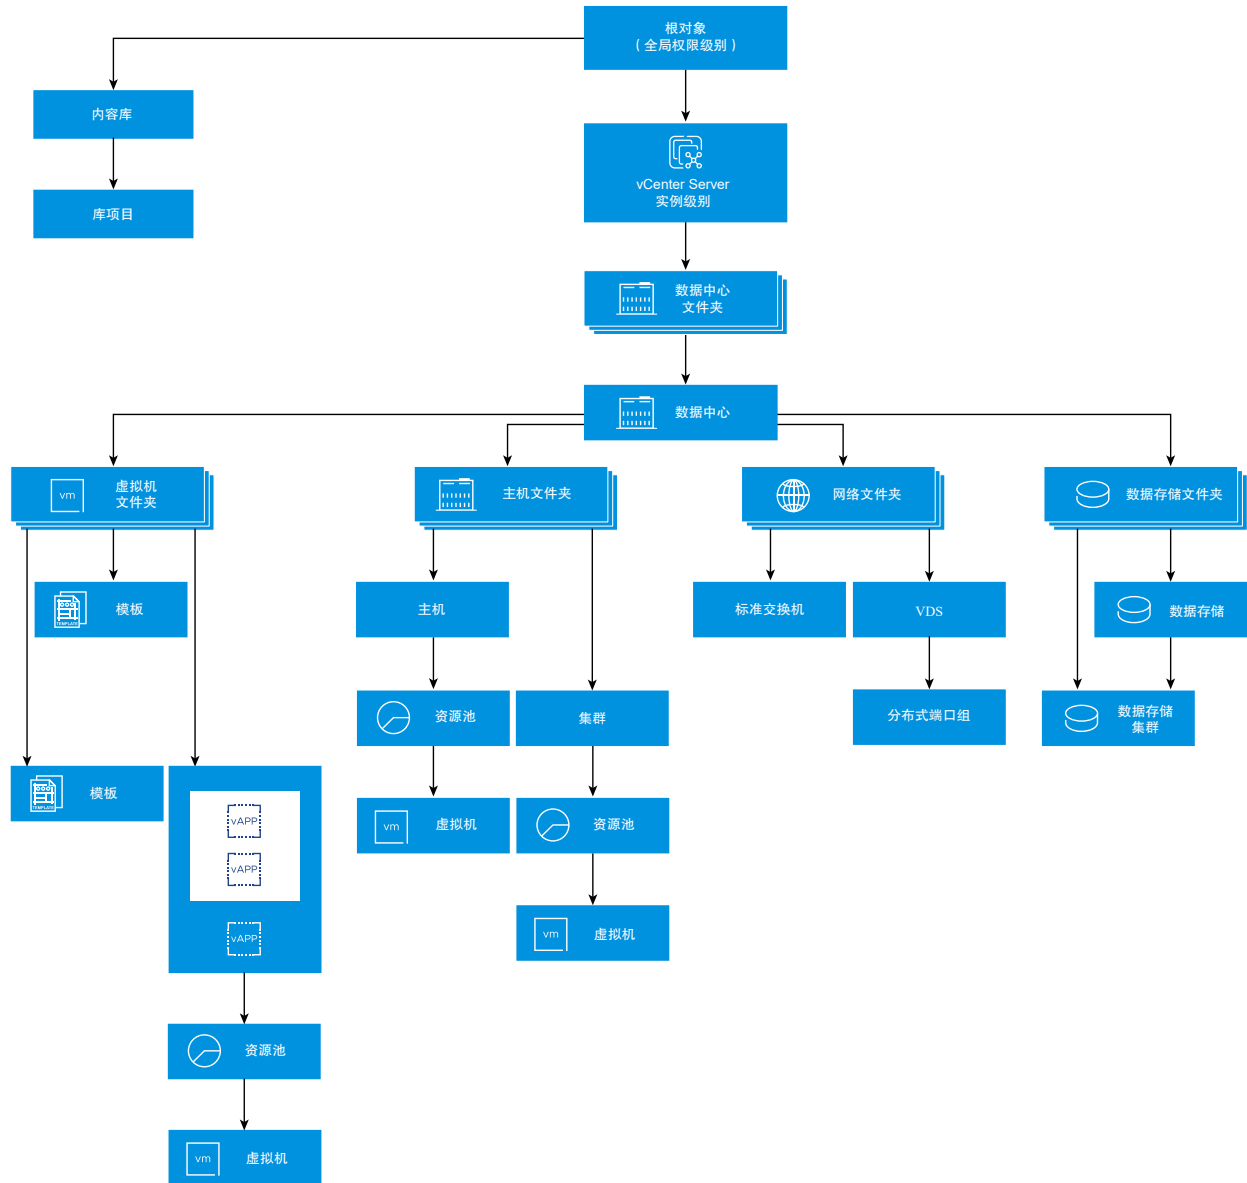 根对象
（全局权限级别）
内容库
vCenter Server
实例级别
库项目
数据中心
文件夹
数据中心
vm
虚拟机
文件夹
主机文件夹
网络文件夹
数据存储文件夹
TEMPLATE
模板
主机
标准交换机
VDS
数据存储
资源池
集群
分布式端口组
数据存储
集群
TEMPLATE
模板
vAPP
vAPP
vAPP
vm
虚拟机
资源池
vm
虚拟机
资源池
vm
虚拟机